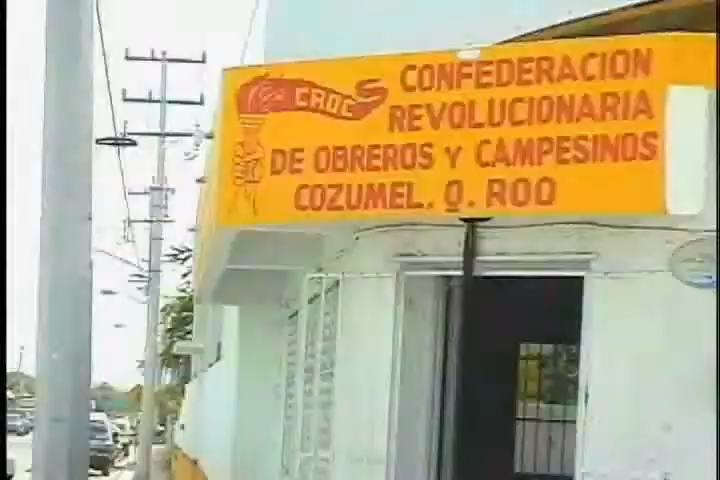 CROC
CONFEDERACION
REVOLUCIONARIA
DE OBREROS Y CAMPESINOS
COZUMEL. Q. ROO